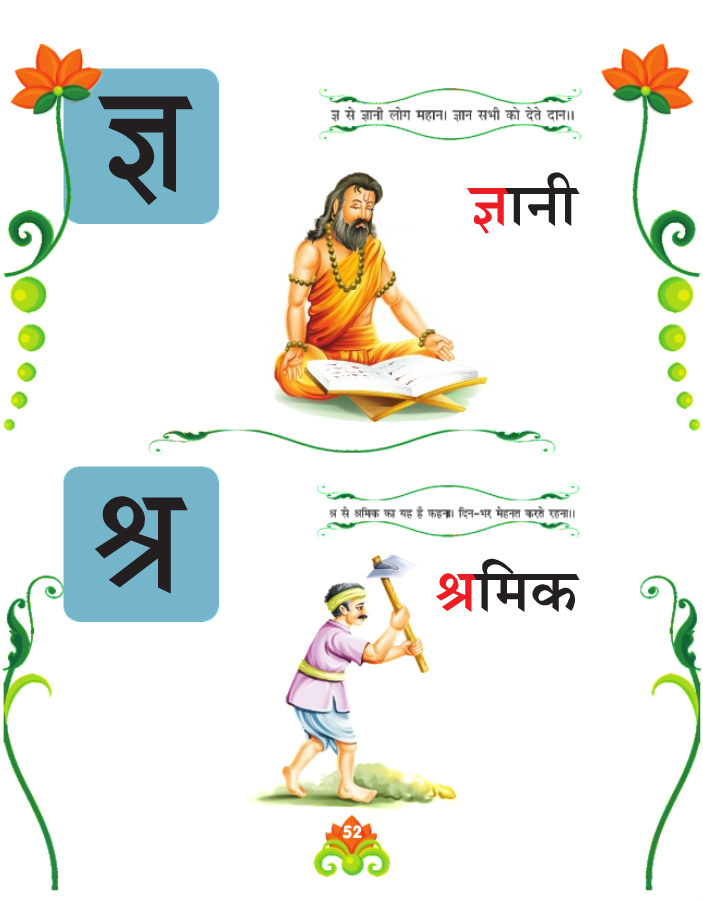 ज्ञ
ज्ञ से ज्ञानी लोग महान। ज्ञान सभी को देते दान।।
ज्ञानी
श्र
श्र से श्रमिक का यह है कहना। दिन-भर मेहनत करते रहना।।
श्रमिक
52